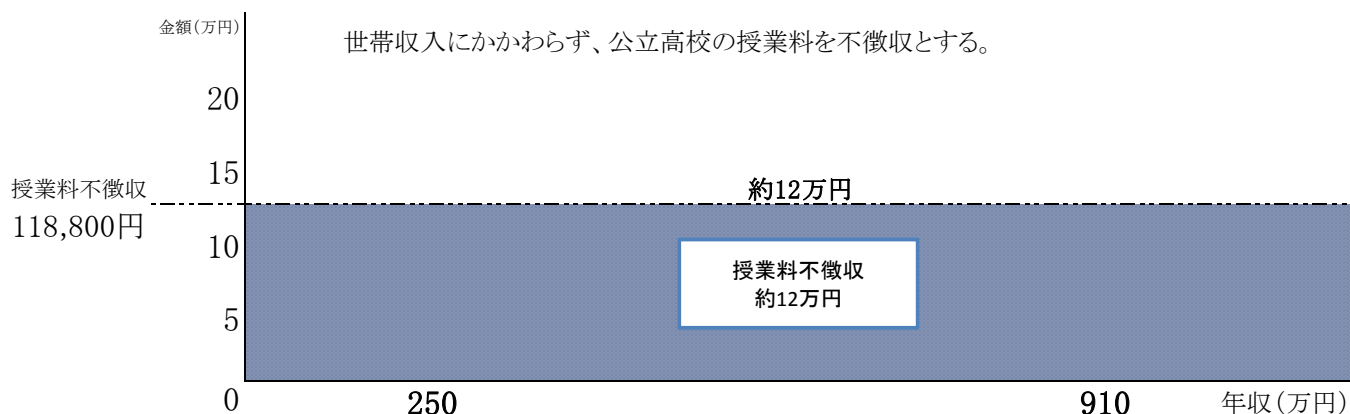 金額（万円）
世帯収入にかかわらず、公立高校の授業料を不徴収とする。
20
15
授業料不徴収
約12万円
118,800円
10
授業料不徴収
約12万円
5
0
250
910
年収（万円）